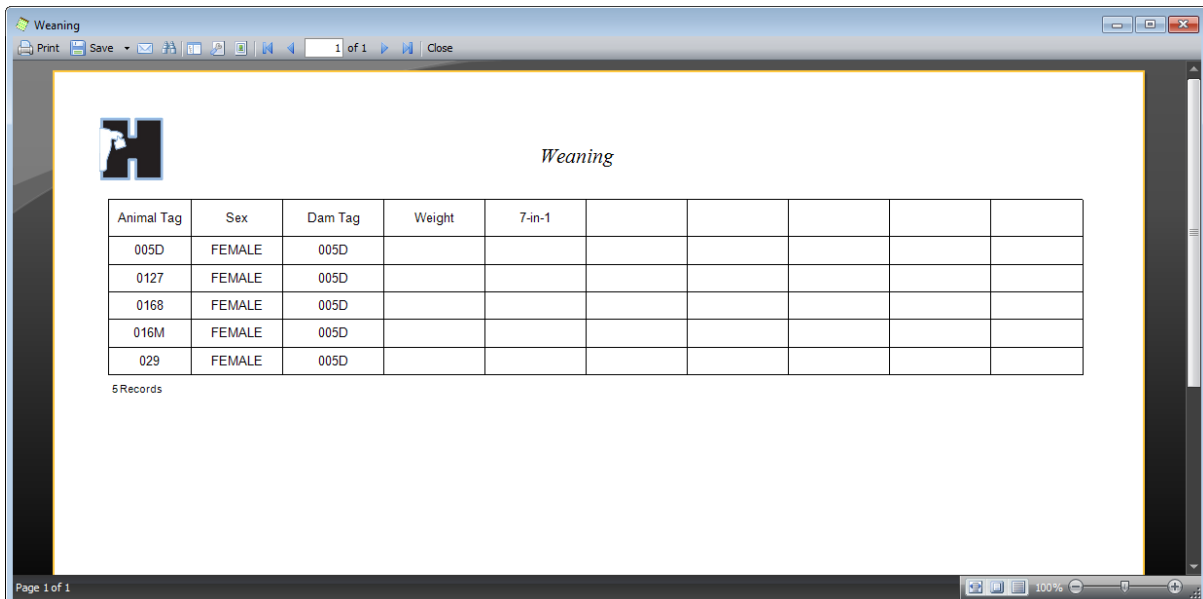 Weaning
Print Save 1 of 1 Close
H
Weaning
Animal Tag Sex Dam Tag Weight 7-in-1
005D FEMALE 005D
0127 FEMALE 005D
0168 FEMALE 005D
016M FEMALE 005D
029 FEMALE 005D
5 Records
Page 1 of 1 100%